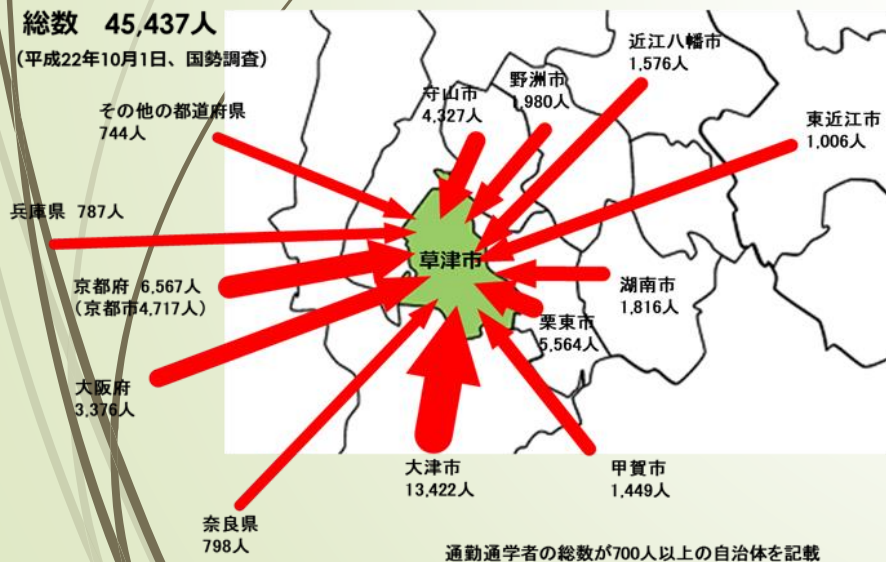 総数　45,437人
（平成22年10月1日、国勢調査）
近江八幡市
1,576人
野洲市
1,980人
守山市
4,327人
その他の都道府県
744人
東近江市
1,006人
兵庫県 787人
草津市
京都府 6,567人
（京都市4,717人）
湖南市
1,816人
栗東市
5,564人
大阪府
3,376人
大津市
13,422人
甲賀市
1,449人
奈良県
798人
通勤通学者の総数が700人以上の自治体を記載